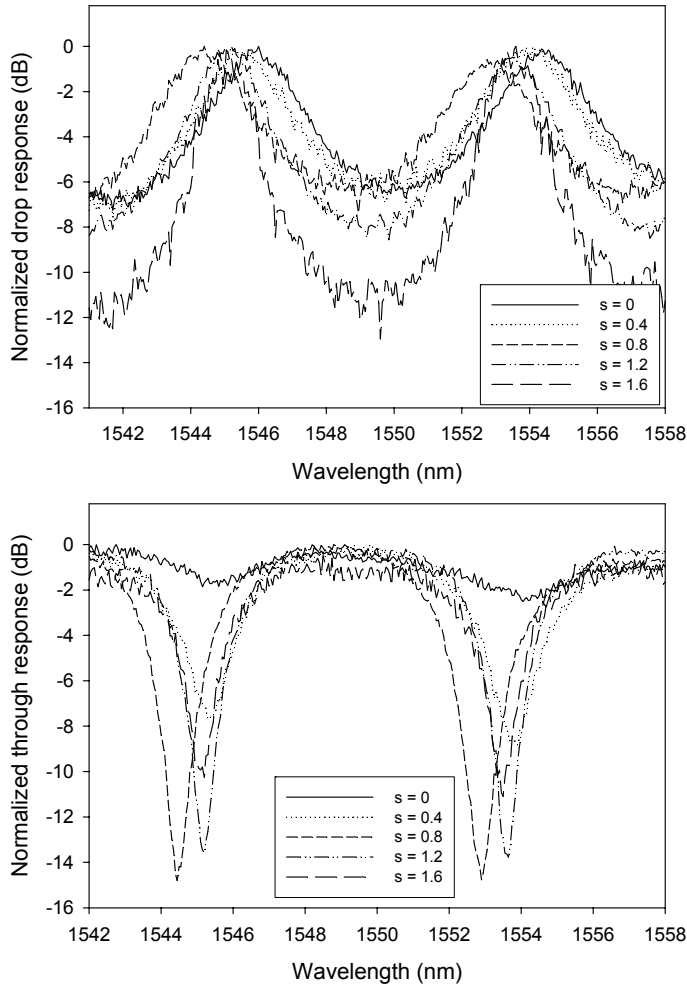 Normalized drop response (dB)
0
-2
-4
-6
-8
-10
-12
-14
-16
s = 0
s = 0.4
s = 0.8
s = 1.2
s = 1.6
1542 1544 1546 1548 1550 1552 1554 1556 1558
Wavelength (nm)
Normalized through response (dB)
0
-2
-4
-6
-8
-10
-12
-14
-16
s = 0
s = 0.4
s = 0.8
s = 1.2
s = 1.6
1542 1544 1546 1548 1550 1552 1554 1556 1558
Wavelength (nm)